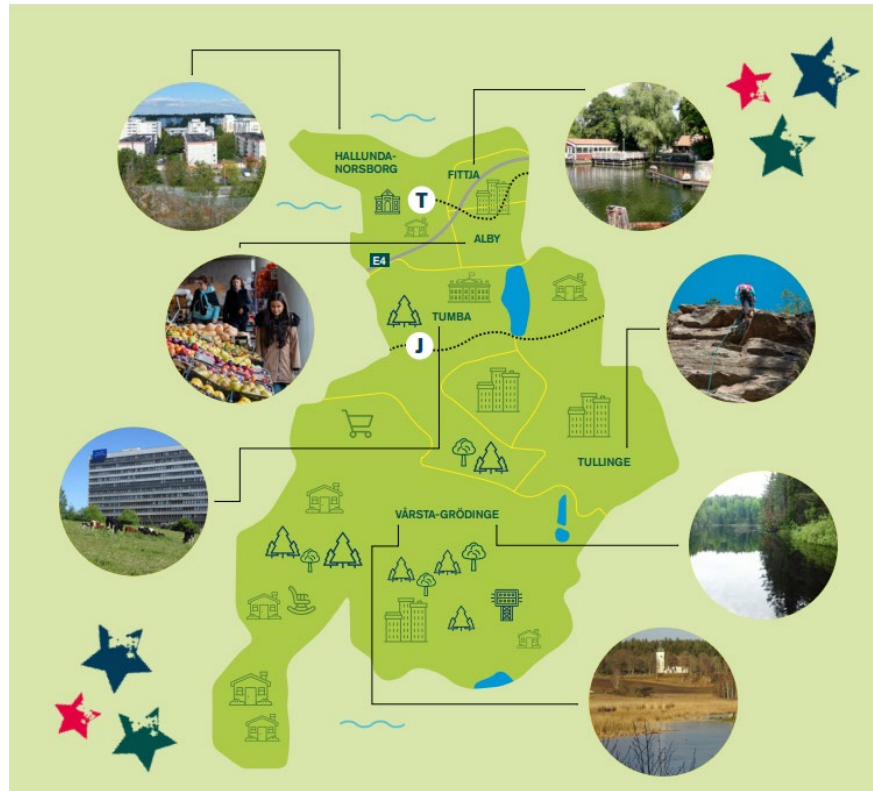 HALLUNDA-
NORSBORG
FITTJA
T
ALBY
E4
TUMBA
J
TULLINGE
VÅRSTA-GRÖDINGE